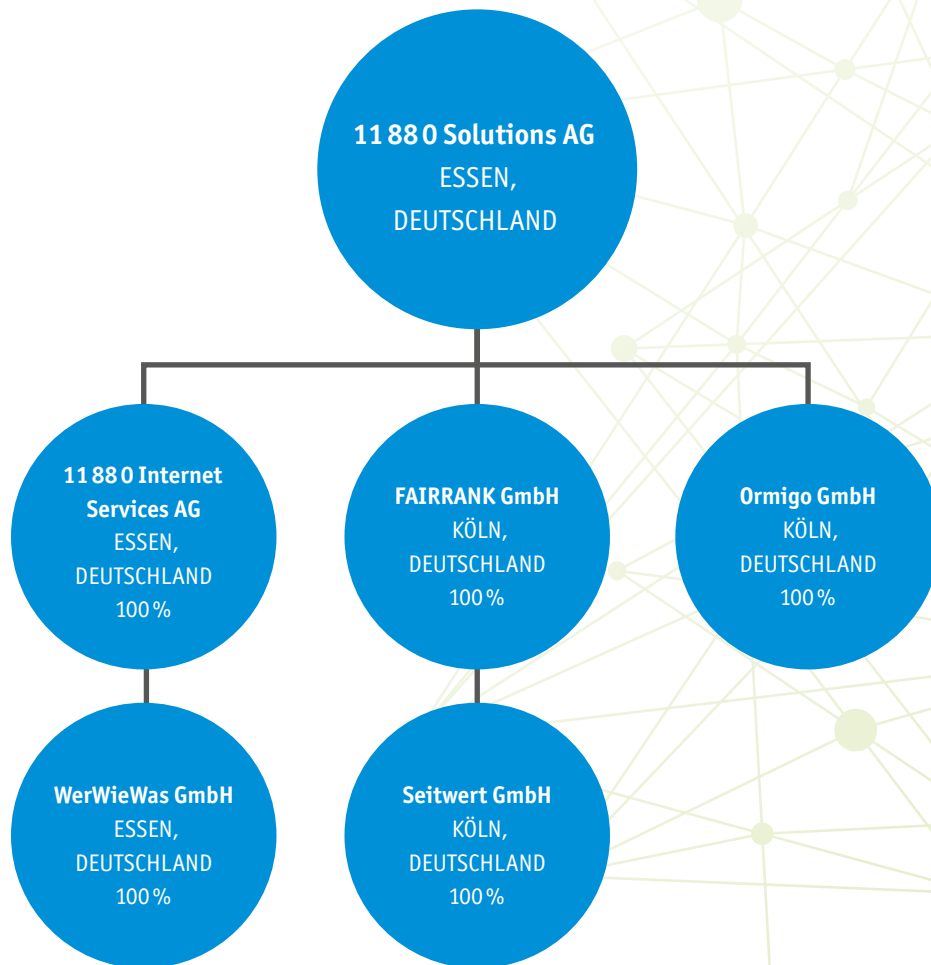 11 88 0 Solutions AG
ESSEN,
DEUTSCHLAND
11 88 0 Internet
Services AG
ESSEN,
DEUTSCHLAND
100 %
FAIRRANK GmbH
KÖLN,
DEUTSCHLAND
100 %
Ormigo GmbH
KÖLN,
DEUTSCHLAND
100 %
WerWieWas GmbH
ESSEN,
DEUTSCHLAND
100 %
Seitwert GmbH
KÖLN,
DEUTSCHLAND
100 %